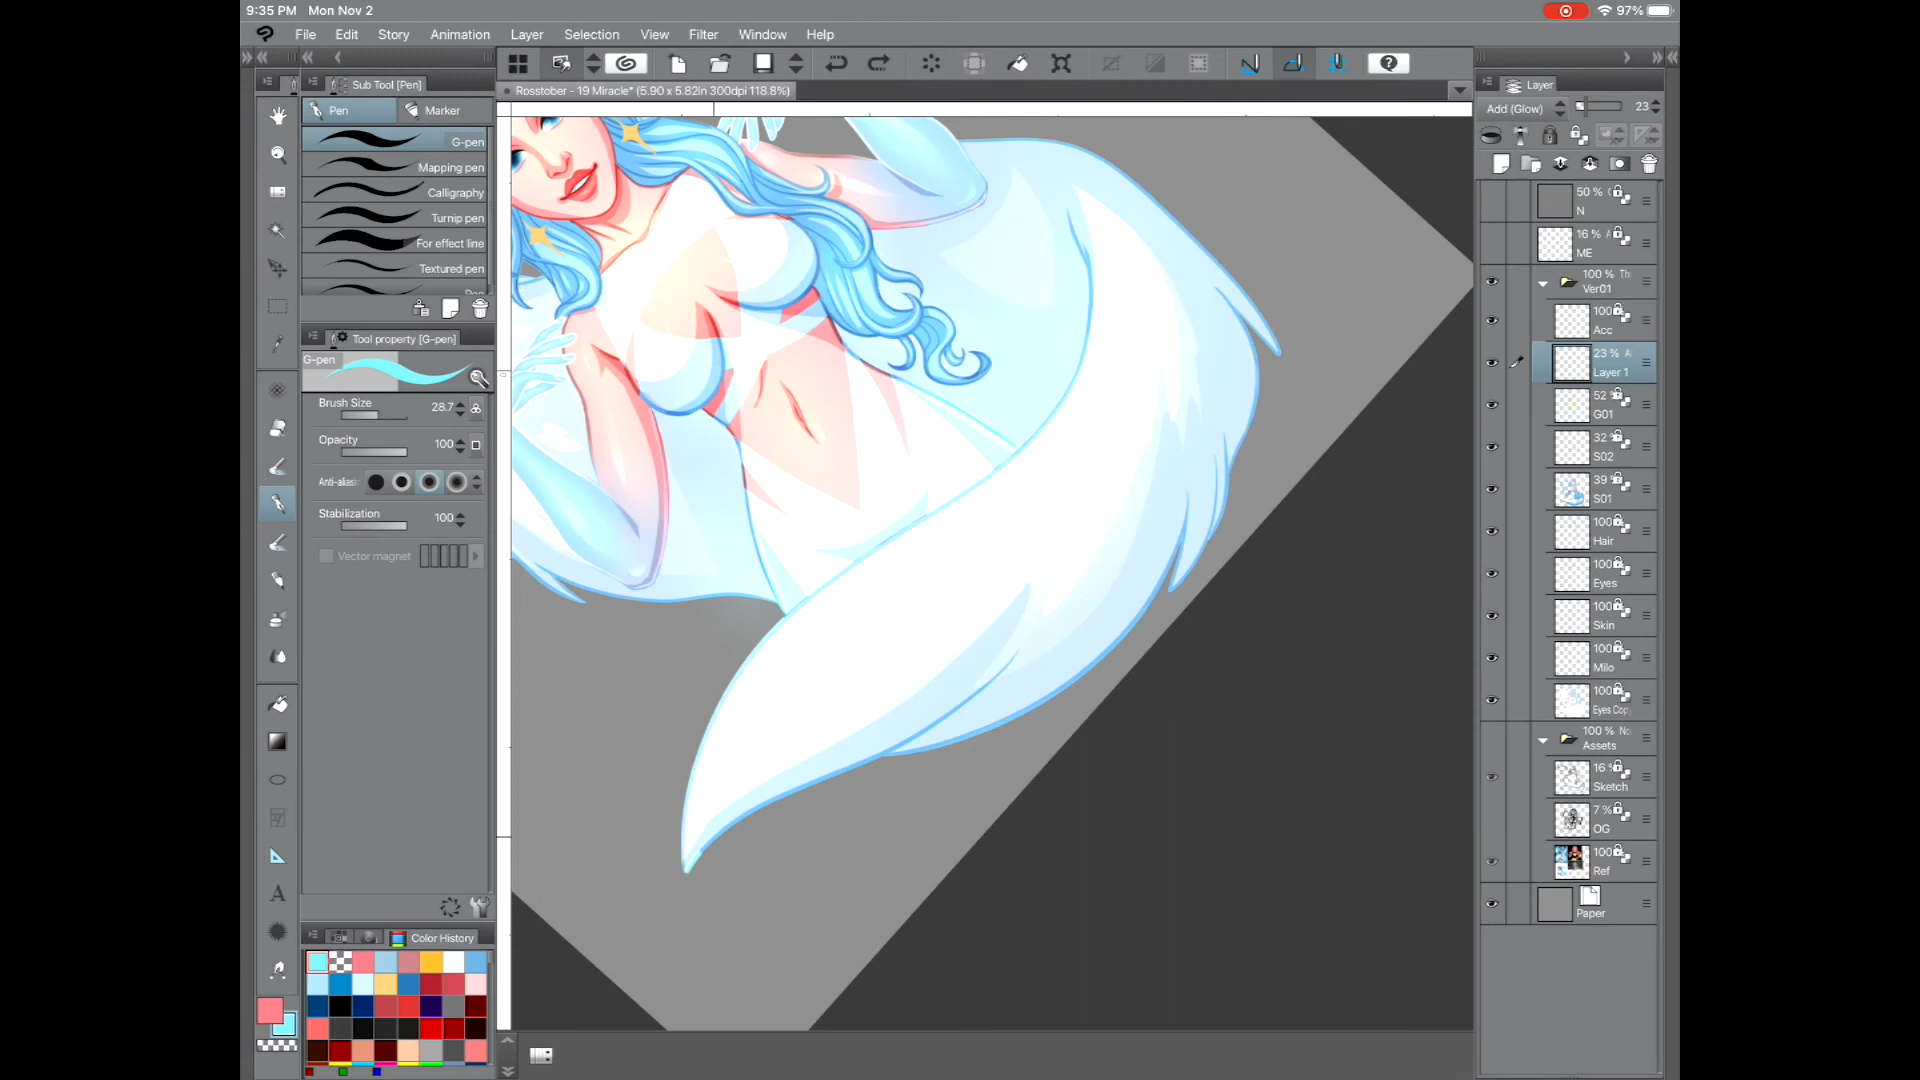 9:35 PM Mon Nov 2
97%
File Edit Story Animation Layer Selection View Filter Window Help
Sub Tool [Pen]
Pen
Marker
G-pen
Mapping pen
Calligraphy
Turnip pen
For effect line
Textured pen
Tool property [G-pen]
G-pen
Brush Size 28.7
Opacity 100
Anti-alias
Stabilization 100
Vector magnet
Color History
Rosstober - 19 Miracle* (5.90 x 5.82in 300dpi 118.8%)
Layer
Add (Glow) 23
50 %
N
16 %
ME
100 % Th
Ver01
100
Acc
23 %
Layer 1
52 %
G01
32 %
S02
39 %
S01
100
Hair
100
Eyes
100
Skin
100
Milo
100
Eyes Cop
100 % No
Assets
16 %
Sketch
7 %
OG
100
Ref
Paper